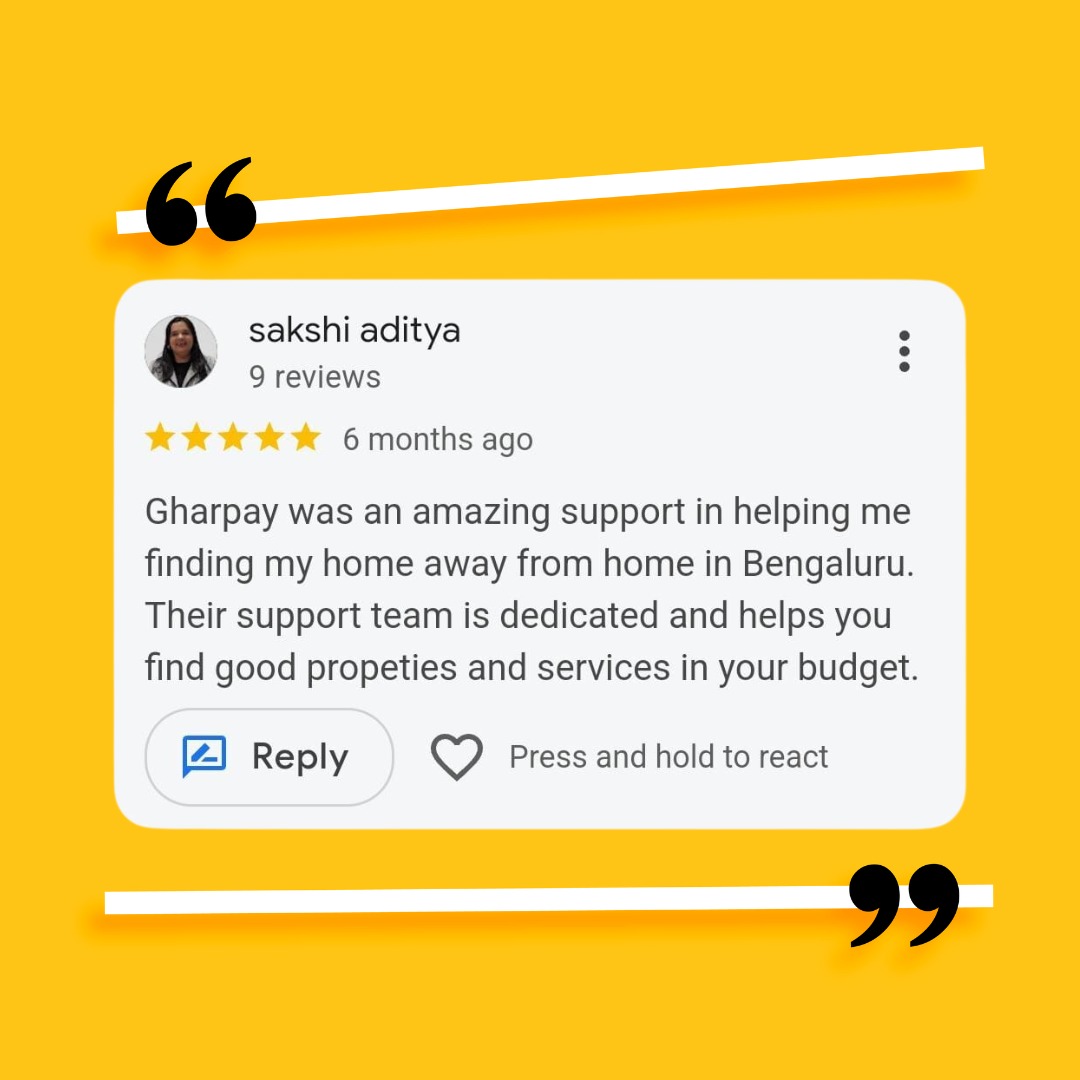 “
sakshi aditya
9 reviews
6 months ago
Gharpay was an amazing support in helping me
finding my home away from home in Bengaluru.
Their support team is dedicated and helps you
find good propeties and services in your budget.
Reply
Press and hold to react
”